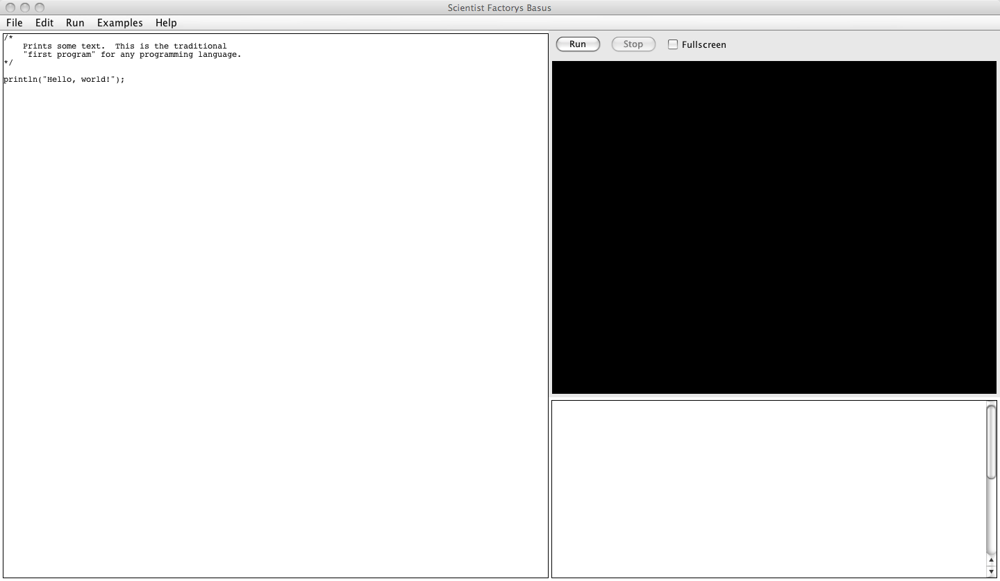 Scientist Factorys Basus
File Edit Run Examples Help
/*
    Prints some text.  This is the traditional
    "first program" for any programming language.
*/
println("Hello, world!");
Run Stop Fullscreen